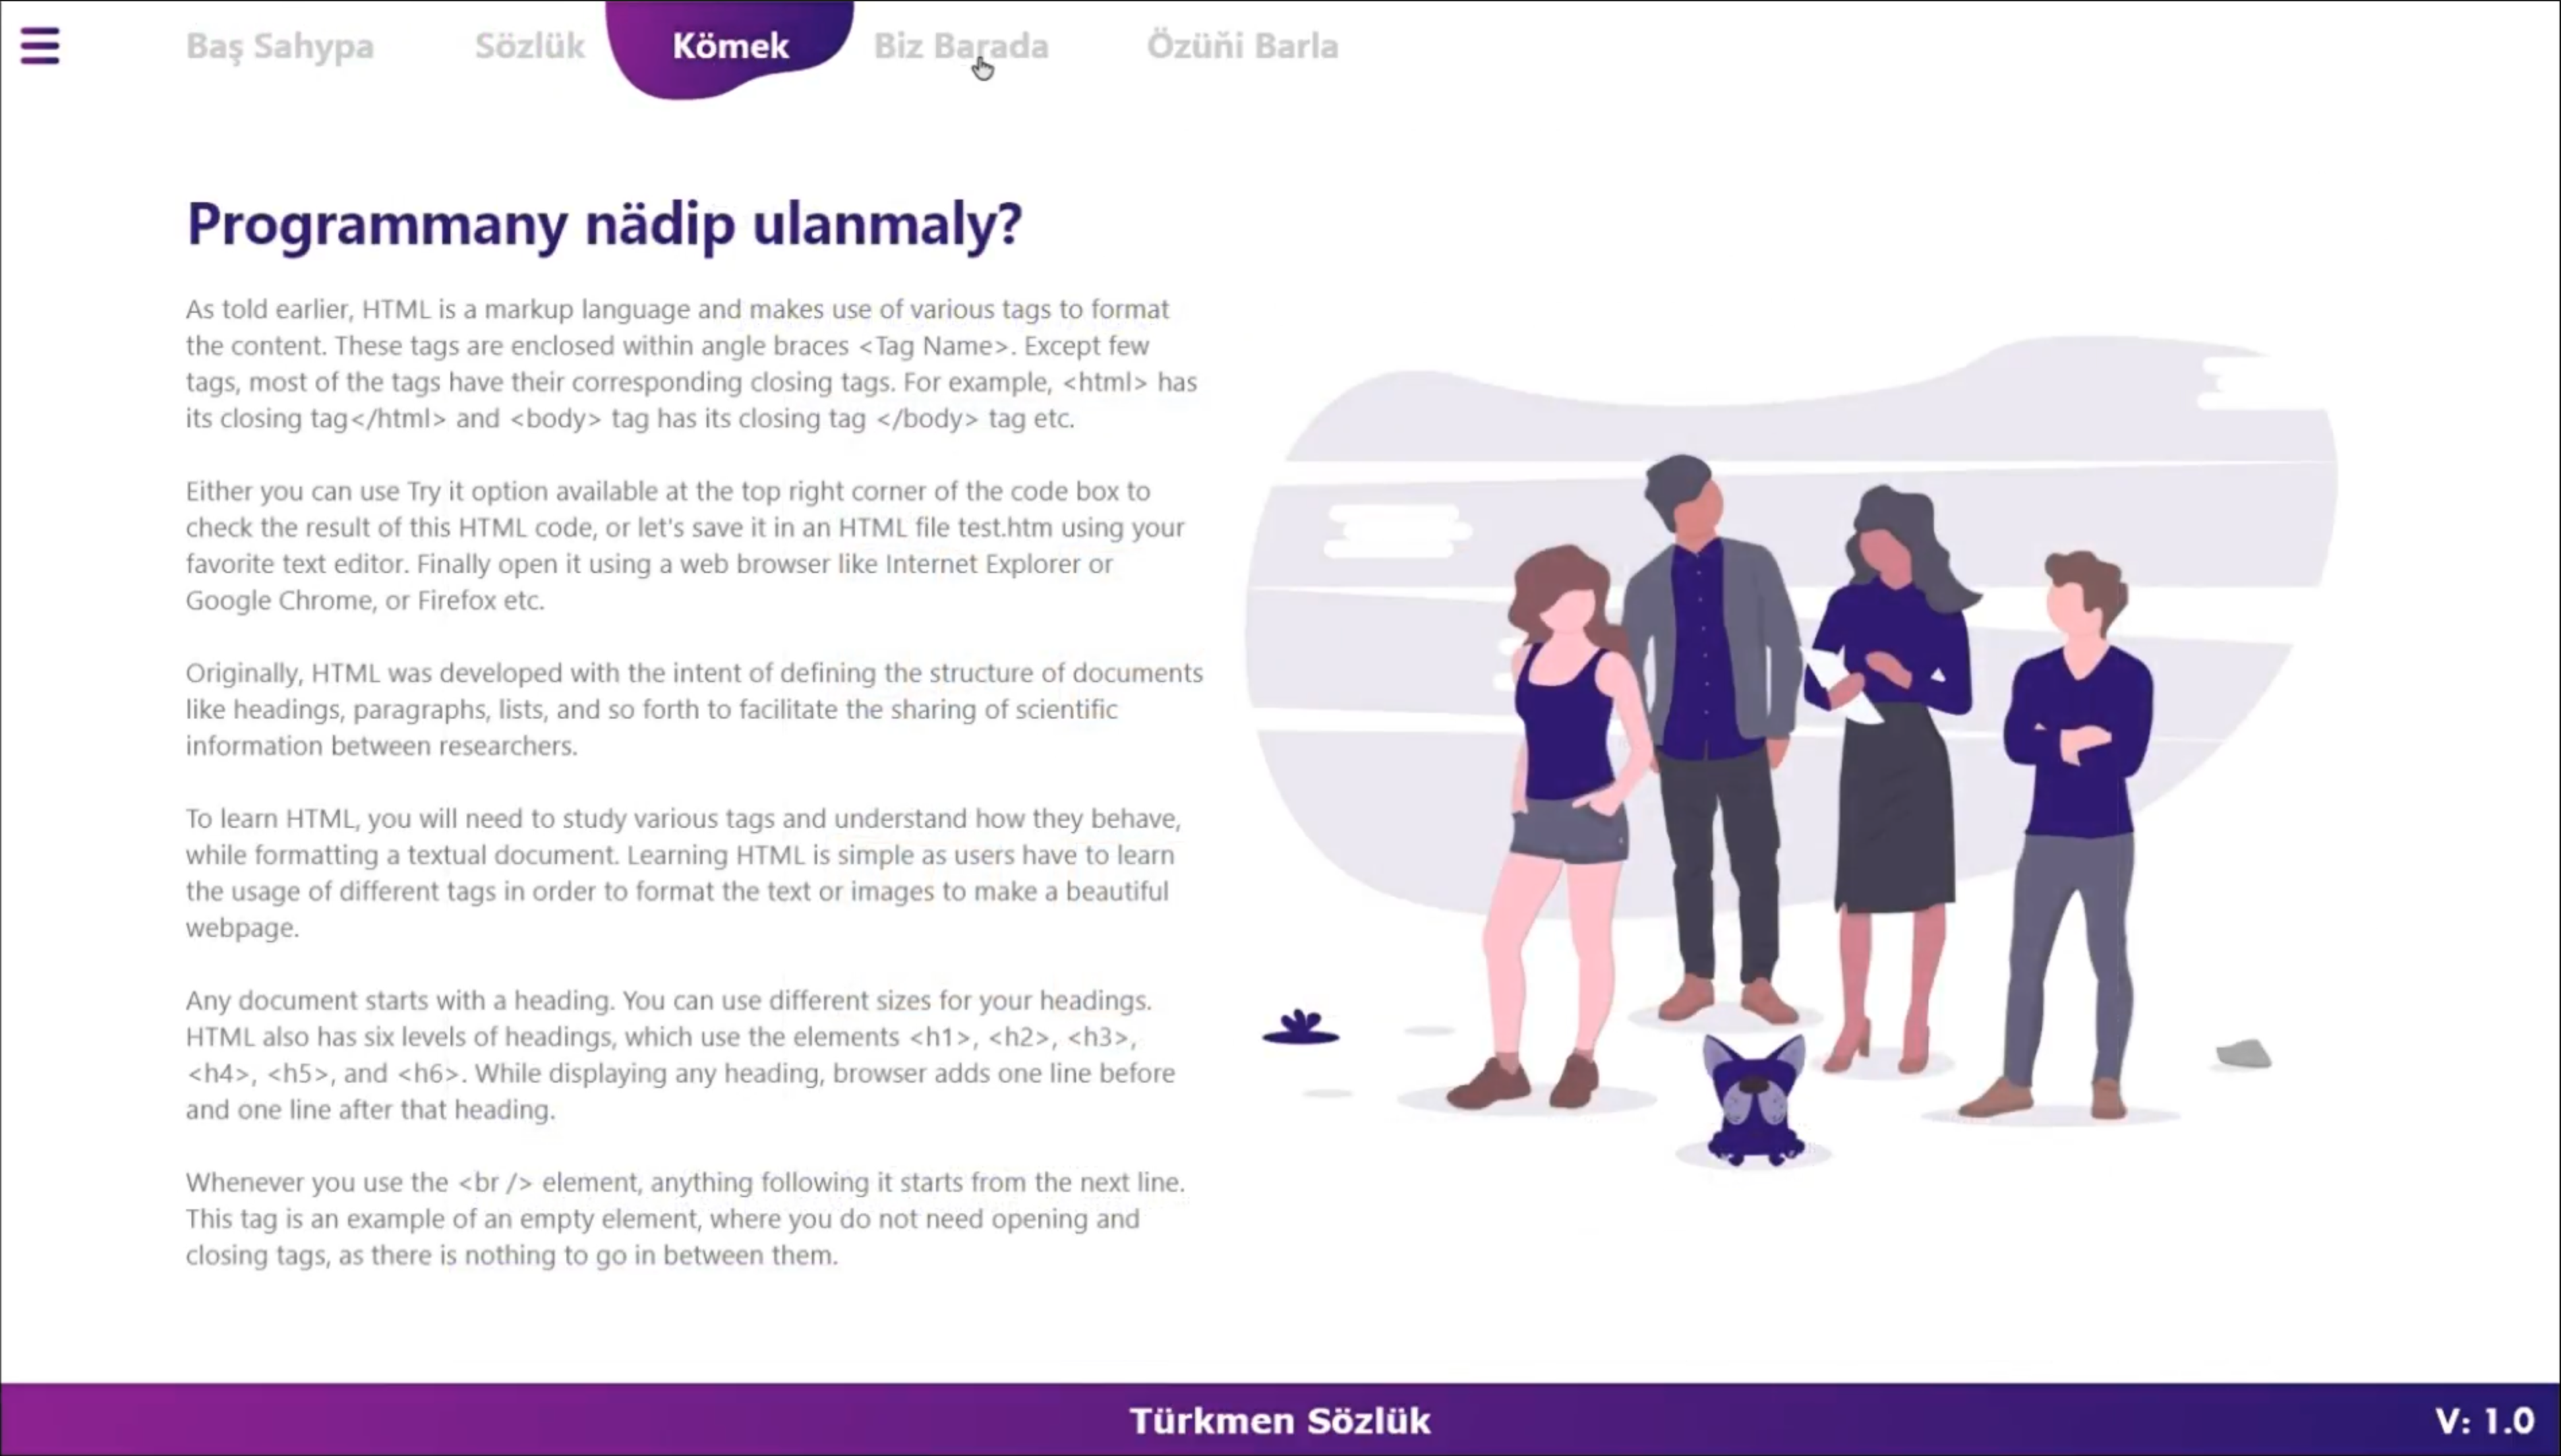 Baş Sahypa Sözlük Kömek Biz Barada Özüňi Barla
Programmany nädip ulanmaly?
As told earlier, HTML is a markup language and makes use of various tags to format
the content. These tags are enclosed within angle braces <Tag Name>. Except few
tags, most of the tags have their corresponding closing tags. For example, <html> has
its closing tag</html> and <body> tag has its closing tag </body> tag etc.
Either you can use Try it option available at the top right corner of the code box to
check the result of this HTML code, or let's save it in an HTML file test.htm using your
favorite text editor. Finally open it using a web browser like Internet Explorer or
Google Chrome, or Firefox etc.
Originally, HTML was developed with the intent of defining the structure of documents
like headings, paragraphs, lists, and so forth to facilitate the sharing of scientific
information between researchers.
To learn HTML, you will need to study various tags and understand how they behave,
while formatting a textual document. Learning HTML is simple as users have to learn
the usage of different tags in order to format the text or images to make a beautiful
webpage.
Any document starts with a heading. You can use different sizes for your headings.
HTML also has six levels of headings, which use the elements <h1>, <h2>, <h3>,
<h4>, <h5>, and <h6>. While displaying any heading, browser adds one line before
and one line after that heading.
Whenever you use the <br /> element, anything following it starts from the next line.
This tag is an example of an empty element, where you do not need opening and
closing tags, as there is nothing to go in between them.
Türkmen Sözlük
V: 1.0